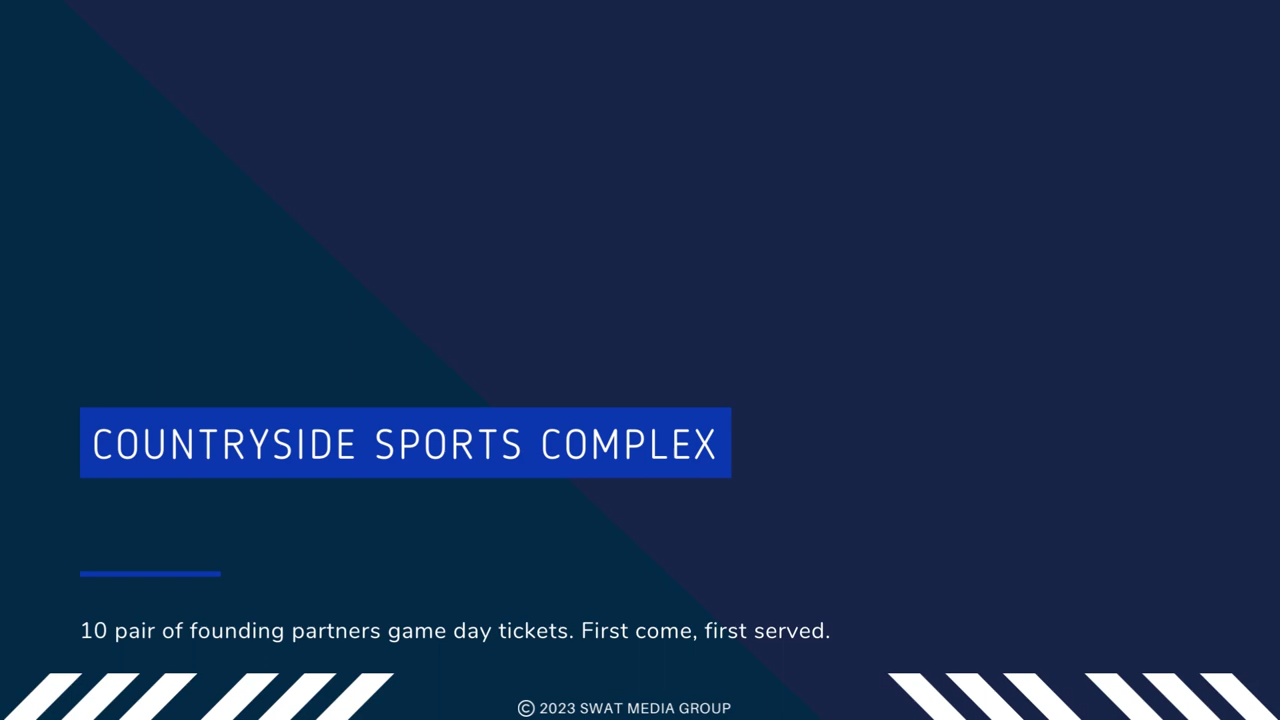 COUNTRYSIDE SPORTS COMPLEX
10 pair of founding partners game day tickets. First come, first served.
© 2023 SWAT MEDIA GROUP